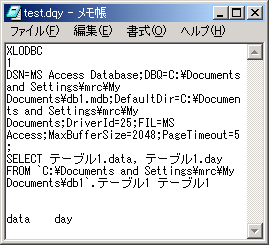 test.dqy - メモ帳
ファイル(F) 編集(E) 書式(O) ヘルプ(H)
XLODBC
1
DSN=MS Access Database;DBQ=C:¥Documents
and Settings¥mrc¥My
Documents¥db1.mdb;DefaultDir=C:¥Documen
ts and Settings¥mrc¥My
Documents;DriverId=25;FIL=MS
Access;MaxBufferSize=2048;PageTimeout=5
;
SELECT テーブル1.data, テーブル1.day
FROM `C:¥Documents and Settings¥mrc¥My
Documents¥db1`.テーブル1 テーブル1
data day